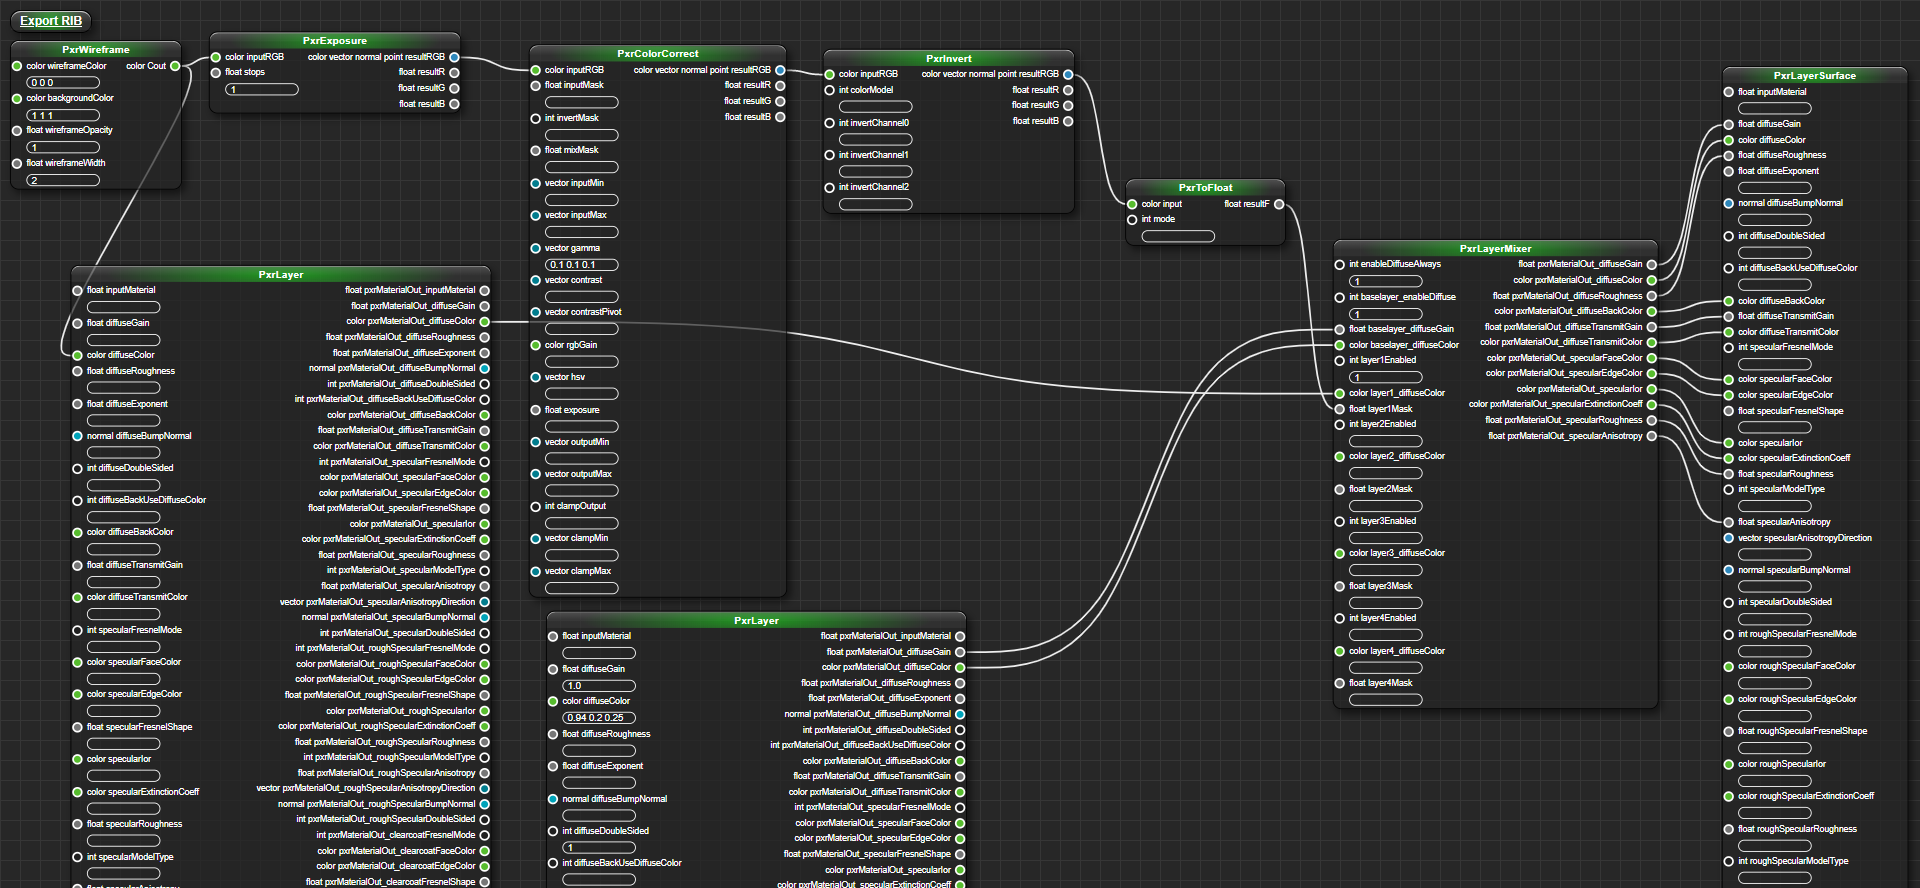 Export RIB
PxrWireframe
color wireframeColor
color Cout
0 0 0
color backgroundColor
1 1 1
float wireframeOpacity
1
float wireframeWidth
2
PxrExposure
color inputRGB
color vector normal point resultRGB
float stops
float resultR
1
float resultG
float resultB
PxrColorCorrect
color inputRGB
color vector normal point resultRGB
float inputMask
float resultR
float resultG
int invertMask
float resultB
float mixMask
vector inputMin
vector inputMax
vector gamma
0.1 0.1 0.1
vector contrast
vector contrastPivot
color rgbGain
vector hsv
float exposure
vector outputMin
vector outputMax
int clampOutput
vector clampMin
vector clampMax
PxrInvert
color inputRGB
color vector normal point resultRGB
int colorModel
float resultR
float resultG
int invertChannel0
float resultB
int invertChannel1
int invertChannel2
PxrToFloat
color input
float resultF
int mode
PxrLayer
float inputMaterial
float diffuseGain
color diffuseColor
float diffuseRoughness
float diffuseExponent
normal diffuseBumpNormal
int diffuseDoubleSided
int diffuseBackUseDiffuseColor
color diffuseBackColor
float diffuseTransmitGain
color diffuseTransmitColor
int specularFresnelMode
color specularFaceColor
color specularEdgeColor
float specularFresnelShape
color specularIor
color specularExtinctionCoeff
float specularRoughness
int specularModelType
float specularAnisotropy
float pxrMaterialOut_inputMaterial
float pxrMaterialOut_diffuseGain
color pxrMaterialOut_diffuseColor
float pxrMaterialOut_diffuseRoughness
float pxrMaterialOut_diffuseExponent
normal pxrMaterialOut_diffuseBumpNormal
int pxrMaterialOut_diffuseDoubleSided
int pxrMaterialOut_diffuseBackUseDiffuseColor
color pxrMaterialOut_diffuseBackColor
float pxrMaterialOut_diffuseTransmitGain
color pxrMaterialOut_diffuseTransmitColor
int pxrMaterialOut_specularFresnelMode
color pxrMaterialOut_specularFaceColor
color pxrMaterialOut_specularEdgeColor
float pxrMaterialOut_specularFresnelShape
color pxrMaterialOut_specularIor
color pxrMaterialOut_specularExtinctionCoeff
float pxrMaterialOut_specularRoughness
int pxrMaterialOut_specularModelType
float pxrMaterialOut_specularAnisotropy
vector pxrMaterialOut_specularAnisotropyDirection
normal pxrMaterialOut_specularBumpNormal
int pxrMaterialOut_specularDoubleSided
int pxrMaterialOut_roughSpecularFresnelMode
color pxrMaterialOut_roughSpecularFaceColor
color pxrMaterialOut_roughSpecularEdgeColor
float pxrMaterialOut_roughSpecularFresnelShape
color pxrMaterialOut_roughSpecularIor
color pxrMaterialOut_roughSpecularExtinctionCoeff
float pxrMaterialOut_roughSpecularRoughness
int pxrMaterialOut_roughSpecularModelType
float pxrMaterialOut_roughSpecularAnisotropy
vector pxrMaterialOut_roughSpecularAnisotropyDirection
normal pxrMaterialOut_roughSpecularBumpNormal
int pxrMaterialOut_roughSpecularDoubleSided
int pxrMaterialOut_clearcoatFresnelMode
color pxrMaterialOut_clearcoatFaceColor
color pxrMaterialOut_clearcoatEdgeColor
float pxrMaterialOut_clearcoatFresnelShape
PxrLayer
float inputMaterial
float diffuseGain
1.0
color diffuseColor
0.94 0.2 0.25
float diffuseRoughness
float diffuseExponent
normal diffuseBumpNormal
int diffuseDoubleSided
1
int diffuseBackUseDiffuseColor
float pxrMaterialOut_inputMaterial
float pxrMaterialOut_diffuseGain
color pxrMaterialOut_diffuseColor
float pxrMaterialOut_diffuseRoughness
float pxrMaterialOut_diffuseExponent
normal pxrMaterialOut_diffuseBumpNormal
int pxrMaterialOut_diffuseDoubleSided
int pxrMaterialOut_diffuseBackUseDiffuseColor
color pxrMaterialOut_diffuseBackColor
float pxrMaterialOut_diffuseTransmitGain
color pxrMaterialOut_diffuseTransmitColor
int pxrMaterialOut_specularFresnelMode
color pxrMaterialOut_specularFaceColor
color pxrMaterialOut_specularEdgeColor
float pxrMaterialOut_specularFresnelShape
color pxrMaterialOut_specularIor
color pxrMaterialOut_specularExtinctionCoeff
PxrLayerMixer
int enableDiffuseAlways
1
int baselayer_enableDiffuse
1
float baselayer_diffuseGain
color baselayer_diffuseColor
int layer1Enabled
1
color layer1_diffuseColor
float layer1Mask
int layer2Enabled
color layer2_diffuseColor
float layer2Mask
int layer3Enabled
color layer3_diffuseColor
float layer3Mask
int layer4Enabled
color layer4_diffuseColor
float layer4Mask
float pxrMaterialOut_diffuseGain
color pxrMaterialOut_diffuseColor
float pxrMaterialOut_diffuseRoughness
color pxrMaterialOut_diffuseBackColor
float pxrMaterialOut_diffuseTransmitGain
color pxrMaterialOut_diffuseTransmitColor
color pxrMaterialOut_specularFaceColor
color pxrMaterialOut_specularEdgeColor
color pxrMaterialOut_specularIor
color pxrMaterialOut_specularExtinctionCoeff
float pxrMaterialOut_specularRoughness
float pxrMaterialOut_specularAnisotropy
PxrLayerSurface
float inputMaterial
float diffuseGain
color diffuseColor
float diffuseRoughness
float diffuseExponent
normal diffuseBumpNormal
int diffuseDoubleSided
int diffuseBackUseDiffuseColor
color diffuseBackColor
float diffuseTransmitGain
color diffuseTransmitColor
int specularFresnelMode
color specularFaceColor
color specularEdgeColor
float specularFresnelShape
color specularIor
color specularExtinctionCoeff
float specularRoughness
int specularModelType
float specularAnisotropy
vector specularAnisotropyDirection
normal specularBumpNormal
int specularDoubleSided
int roughSpecularFresnelMode
color roughSpecularFaceColor
color roughSpecularEdgeColor
float roughSpecularFresnelShape
color roughSpecularIor
color roughSpecularExtinctionCoeff
float roughSpecularRoughness
int roughSpecularModelType